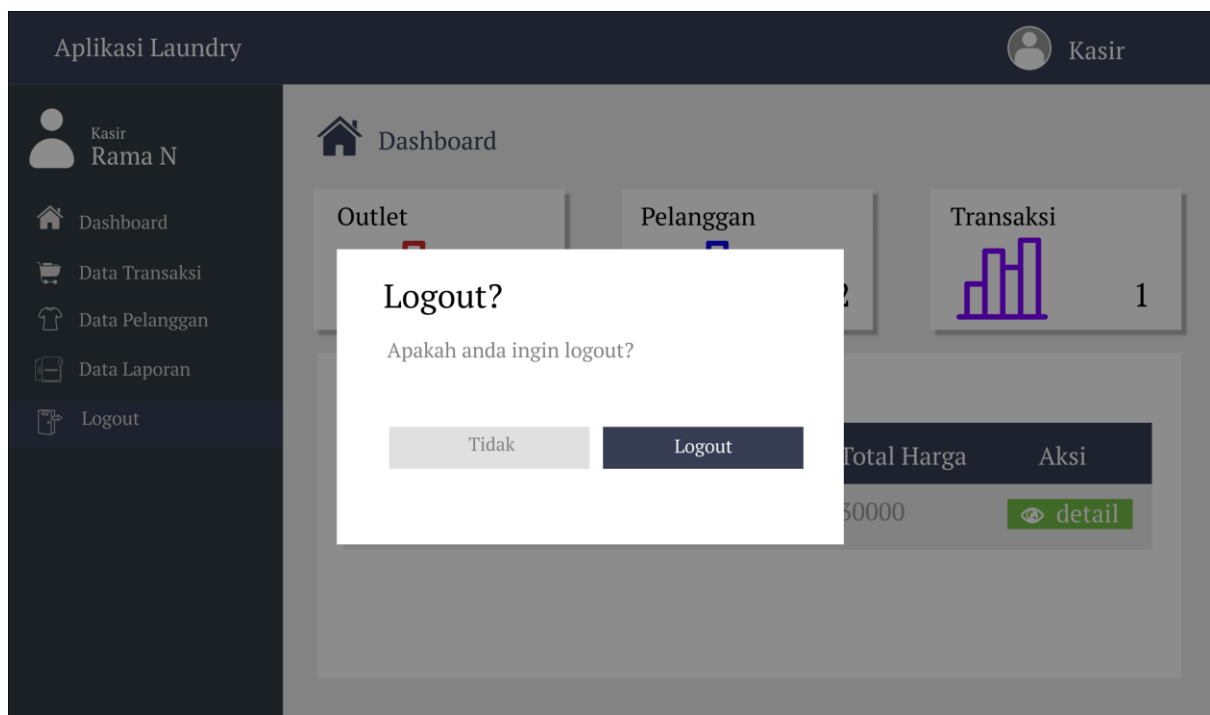 Aplikasi Laundry
Kasir
Kasir
Rama N
Dashboard
Data Transaksi
Data Pelanggan
Data Laporan
Logout
Dashboard
Outlet
Pelanggan
Transaksi
1
Logout?
Apakah anda ingin logout?
Tidak
Logout
Total Harga
Aksi
detail